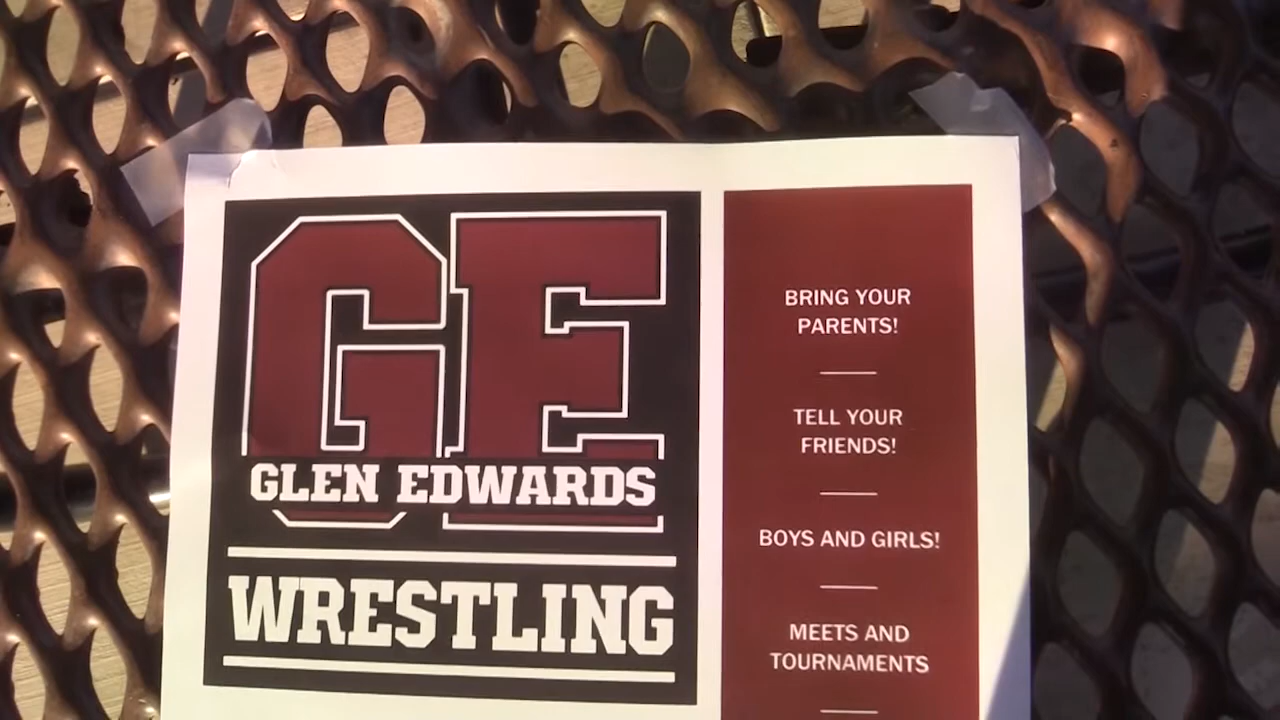 GE
GLEN EDWARDS
WRESTLING
BRING YOUR
PARENTS!
TELL YOUR
FRIENDS!
BOYS AND GIRLS!
MEETS AND
TOURNAMENTS